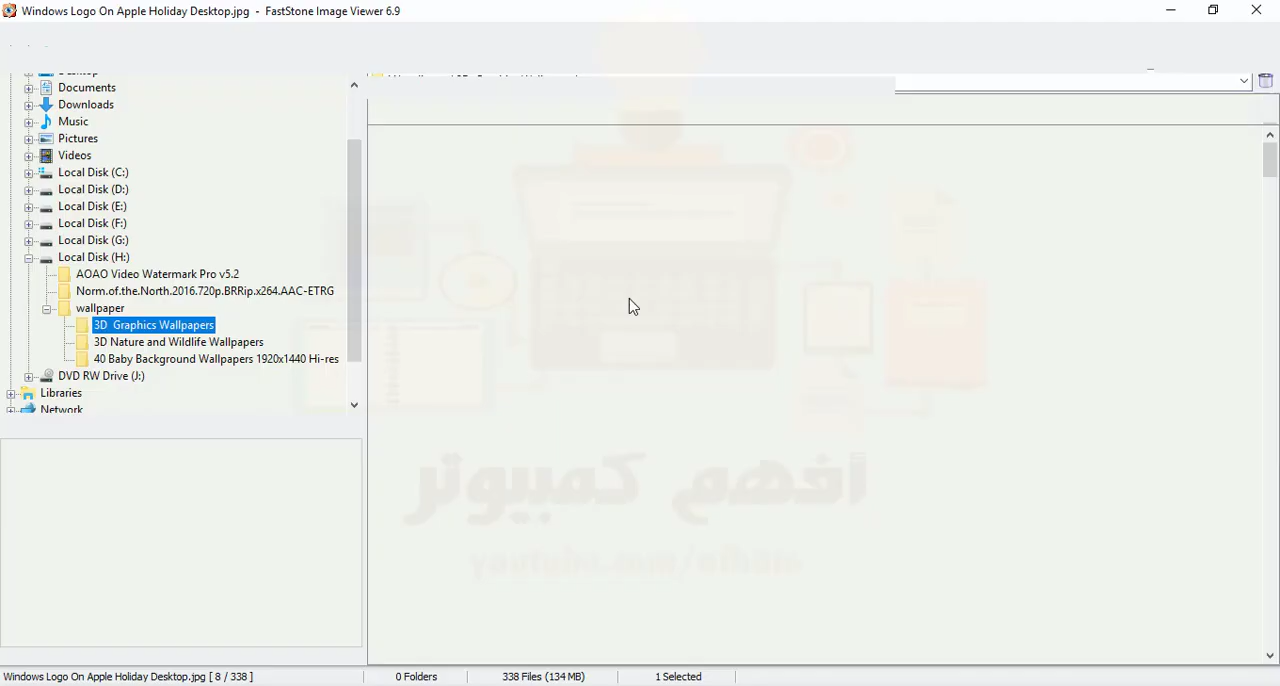 Windows Logo On Apple Holiday Desktop.jpg - FastStone Image Viewer 6.9
Desktop
Documents
Downloads
Music
Pictures
Videos
Local Disk (C:)
Local Disk (D:)
Local Disk (E:)
Local Disk (F:)
Local Disk (G:)
Local Disk (H:)
AOAO Video Watermark Pro v5.2
Norm.of.the.North.2016.720p.BRRip.x264.AAC-ETRG
wallpaper
3D Graphics Wallpapers
3D Nature and Wildlife Wallpapers
40 Baby Background Wallpapers 1920x1440 Hi-res
DVD RW Drive (J:)
Libraries
Network
أفهم كمبيوتر
Windows Logo On Apple Holiday Desktop.jpg [ 8 / 338 ]
0 Folders
338 Files (134 MB)
1 Selected